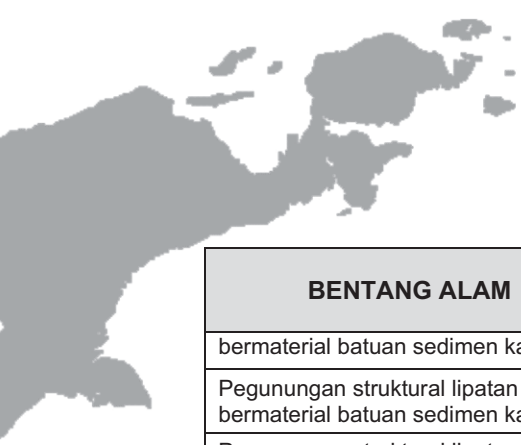 BENTANG ALAM
bermaterial batuan sedimen ka
Pegunungan struktural lipatan
bermaterial batuan sedimen ka